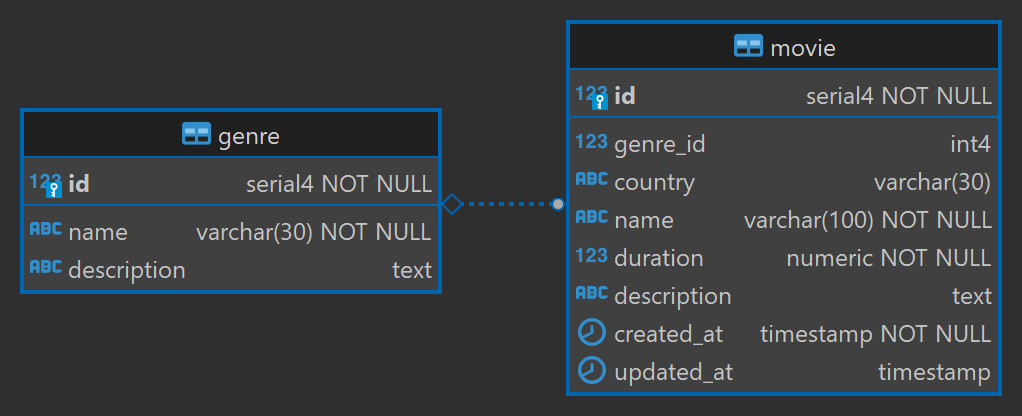 genre
123 id serial4 NOT NULL
ABC name varchar(30) NOT NULL
ABC description text
movie
123 id serial4 NOT NULL
123 genre_id int4
ABC country varchar(30)
ABC name varchar(100) NOT NULL
123 duration numeric NOT NULL
ABC description text
created_at timestamp NOT NULL
updated_at timestamp